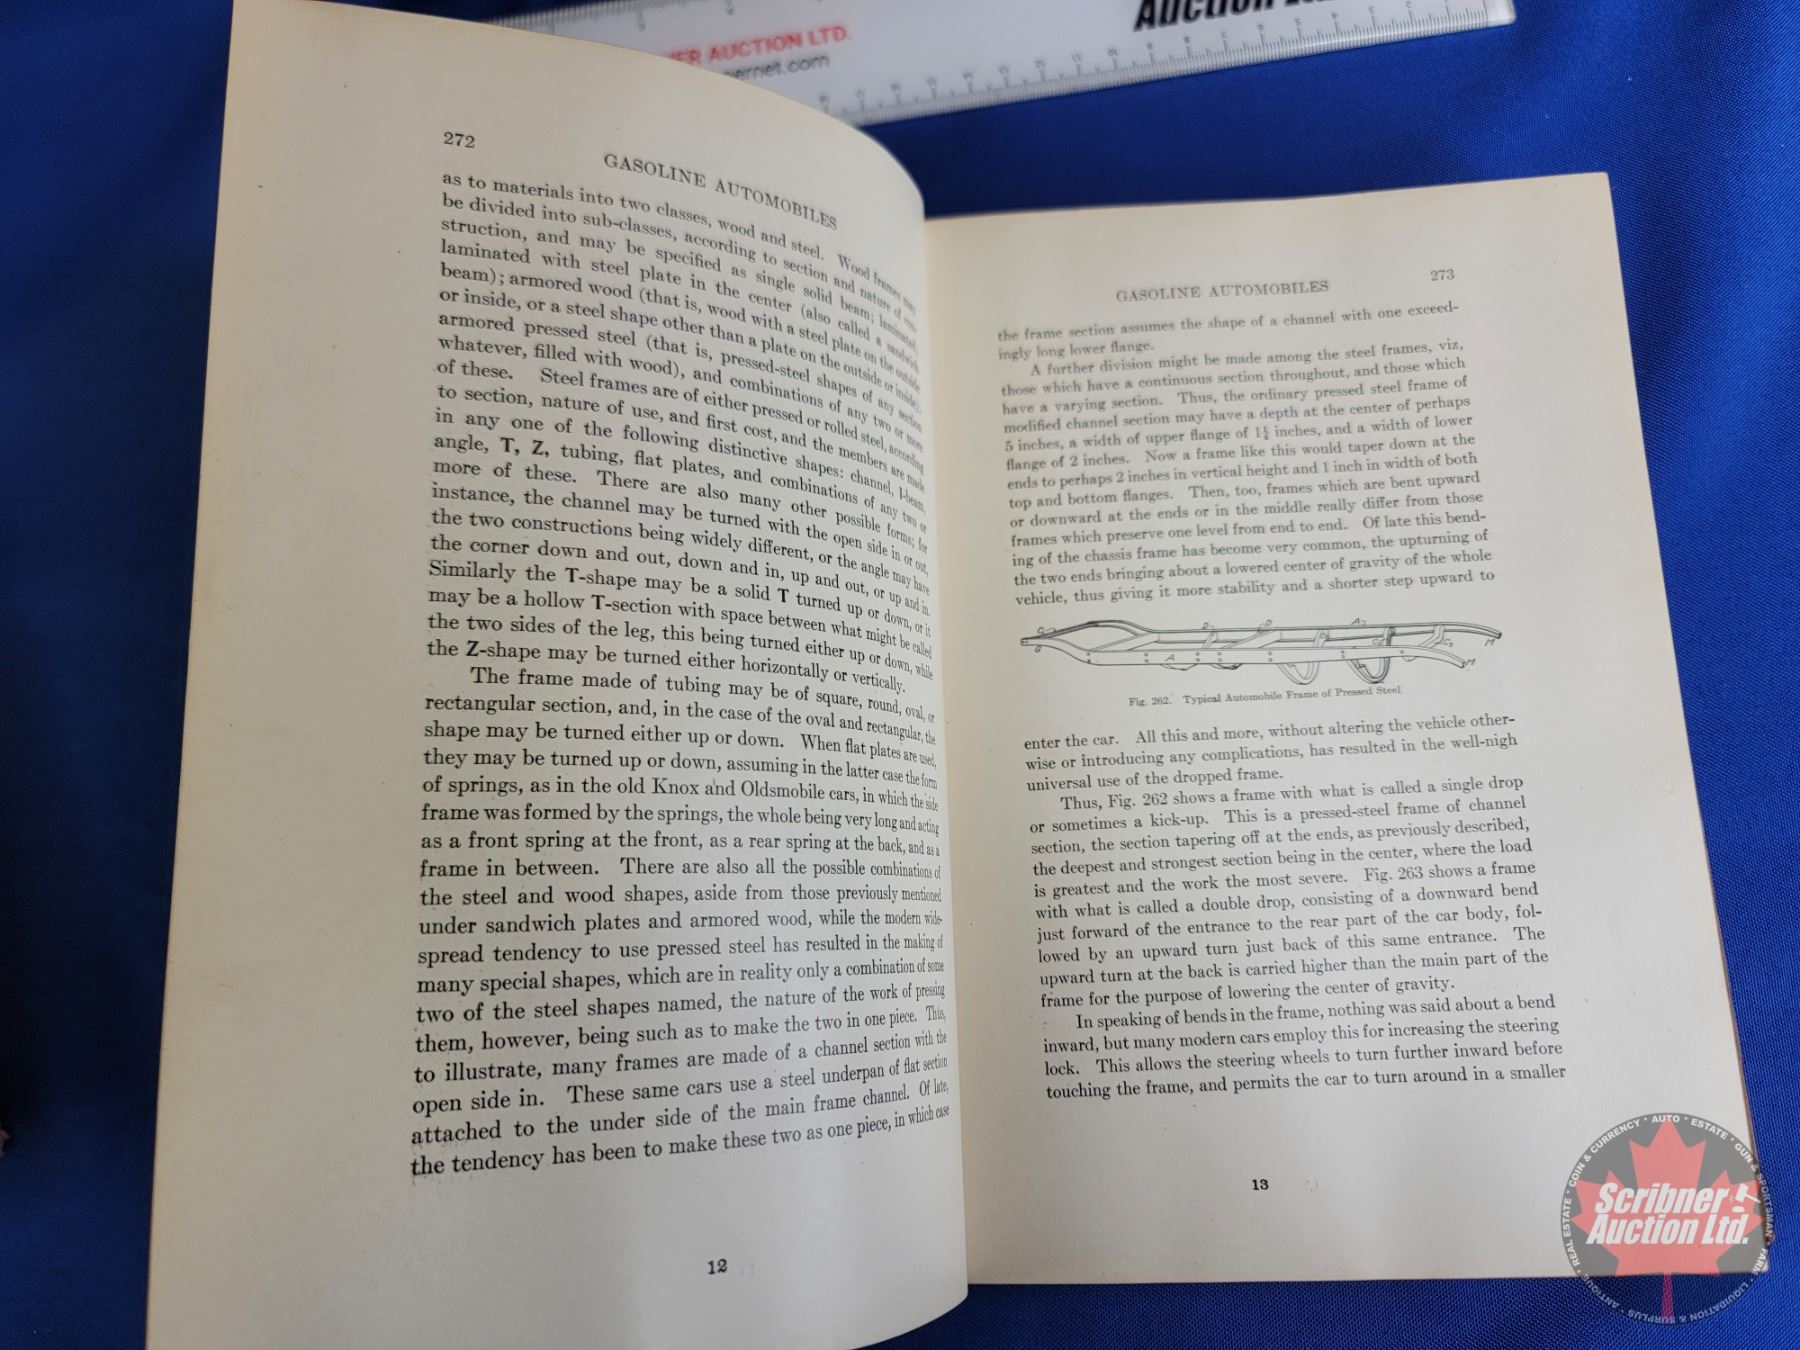 VER AUCTION LTD.
vernet.com
Auction Ltd
272
GASOLINE AUTOMOBILES
as to materials into two classes, wood and steel. Wood frames may
be divided into sub-classes, according to section and nature of con-
struction, and may be specified as single solid beam; laminated,
laminated with steel plate in the center (also called a sandwich
beam); armored wood (that is, wood with a steel plate on the outside
or inside, or a steel shape other than a plate on the outside or inside);
armored pressed steel (that is, pressed-steel shapes of any section
whatever, filled with wood), and combinations of any two or more
of these. Steel frames are of either pressed or rolled steel, according
to section, nature of use, and first cost, and the members are made
in any one of the following distinctive shapes: channel, I-beam,
angle, T, Z, tubing, flat plates, and combinations of any two or
more of these. There are also many other possible forms; for
instance, the channel may be turned with the open side in or out,
the two constructions being widely different, or the angle may have
the corner down and out, down and in, up and out, or up and in.
Similarly the T-shape may be a solid T turned up or down, or it
may be a hollow T-section with space between what might be called
the two sides of the leg, this being turned either up or down, while
the Z-shape may be turned either horizontally or vertically.
The frame made of tubing may be of square, round, oval, or
rectangular section, and, in the case of the oval and rectangular, the
shape may be turned either up or down. When flat plates are used,
they may be turned up or down, assuming in the latter case the form
of springs, as in the old Knox and Oldsmobile cars, in which the side
frame was formed by the springs, the whole being very long and acting
as a front spring at the front, as a rear spring at the back, and as a
frame in between. There are also all the possible combinations of
the steel and wood shapes, aside from those previously mentioned
under sandwich plates and armored wood, while the modern wide-
spread tendency to use pressed steel has resulted in the making of
many special shapes, which are in reality only a combination of some
two of the steel shapes named, the nature of the work of pressing
them, however, being such as to make the two in one piece. Thus,
to illustrate, many frames are made of a channel section with the
open side in. These same cars use a steel underpan of flat section
attached to the under side of the main frame channel. Of late,
the tendency has been to make these two as one piece, in which case
12
GASOLINE AUTOMOBILES
273
the frame section assumes the shape of a channel with one exceed-
ingly long lower flange.
A further division might be made among the steel frames, viz,
those which have a continuous section throughout, and those which
have a varying section. Thus, the ordinary pressed steel frame of
modified channel section may have a depth at the center of perhaps
5 inches, a width of upper flange of 1¼ inches, and a width of lower
flange of 2 inches. Now a frame like this would taper down at the
ends to perhaps 2 inches in vertical height and 1 inch in width of both
top and bottom flanges. Then, too, frames which are bent upward
or downward at the ends or in the middle really differ from those
frames which preserve one level from end to end. Of late this bend-
ing of the chassis frame has become very common, the upturning of
the two ends bringing about a lowered center of gravity of the whole
vehicle, thus giving it more stability and a shorter step upward to
Fig. 262. Typical Automobile Frame of Pressed Steel
enter the car. All this and more, without altering the vehicle other-
wise or introducing any complications, has resulted in the well-nigh
universal use of the dropped frame.
Thus, Fig. 262 shows a frame with what is called a single drop
or sometimes a kick-up. This is a pressed-steel frame of channel
section, the section tapering off at the ends, as previously described,
the deepest and strongest section being in the center, where the load
is greatest and the work the most severe. Fig. 263 shows a frame
with what is called a double drop, consisting of a downward bend
just forward of the entrance to the rear part of the car body, fol-
lowed by an upward turn just back of this same entrance. The
upward turn at the back is carried higher than the main part of the
frame for the purpose of lowering the center of gravity.
In speaking of bends in the frame, nothing was said about a bend
inward, but many modern cars employ this for increasing the steering
lock. This allows the steering wheels to turn further inward before
touching the frame, and permits the car to turn around in a smaller
13
Scribner
Auction Ltd.
REAL ESTATE · COIN & CURRENCY · AUTO · ESTATE · GUN & SPORTSMAN · FARM · LIQUIDATION & SURPLUS · ANTIQUE